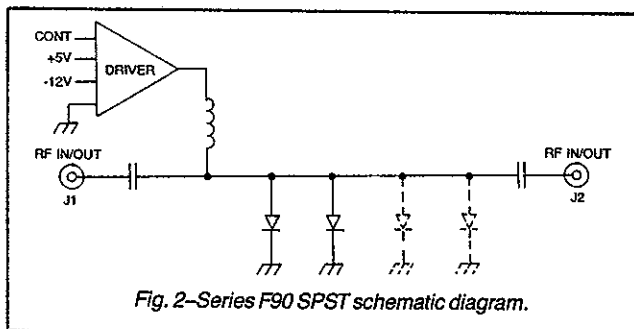 CONT
+5V
-12V
DRIVER
RF IN/OUT
J1
RF IN/OUT
J2
Fig. 2–Series F90 SPST schematic diagram.